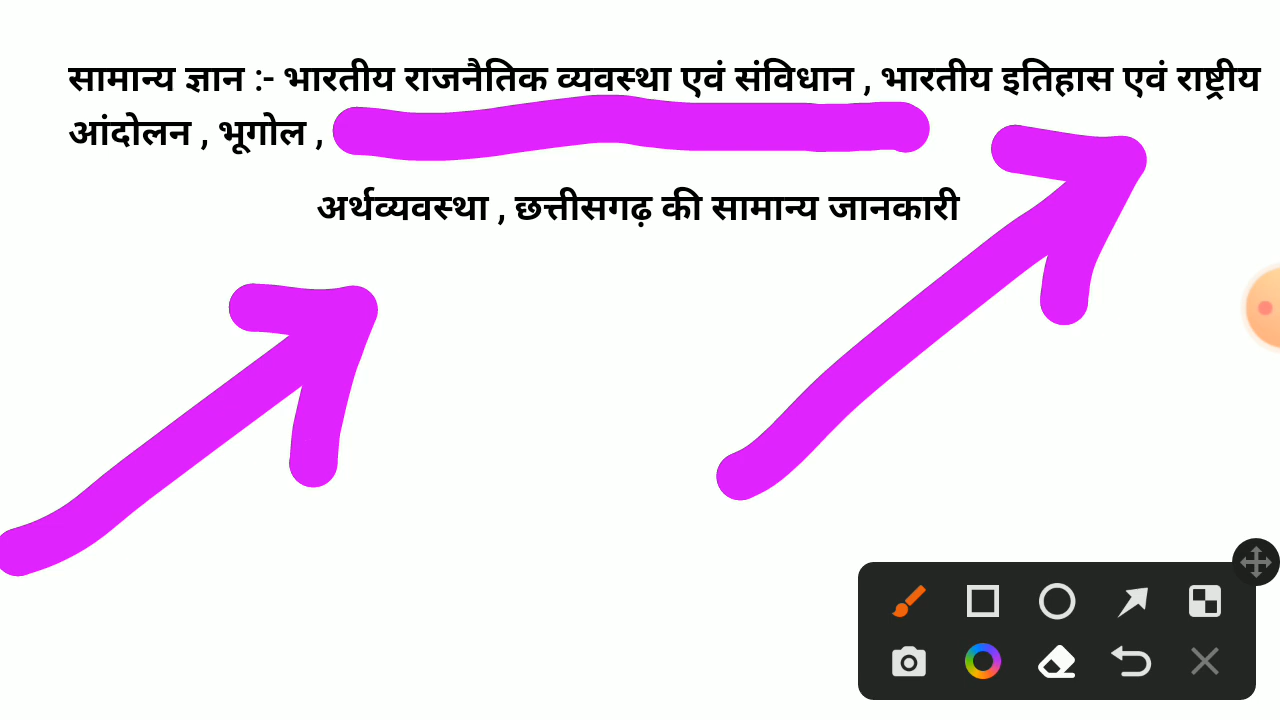 सामान्य ज्ञान :- भारतीय राजनैतिक व्यवस्था एवं संविधान , भारतीय इतिहास एवं राष्ट्रीय
आंदोलन , भूगोल ,
अर्थव्यवस्था , छत्तीसगढ़ की सामान्य जानकारी